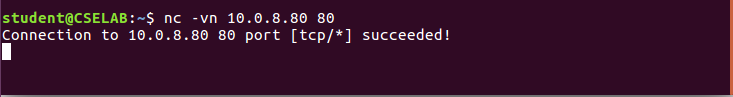 student@CSELAB:~$ nc -vn 10.0.8.80 80
Connection to 10.0.8.80 80 port [tcp/*] succeeded!